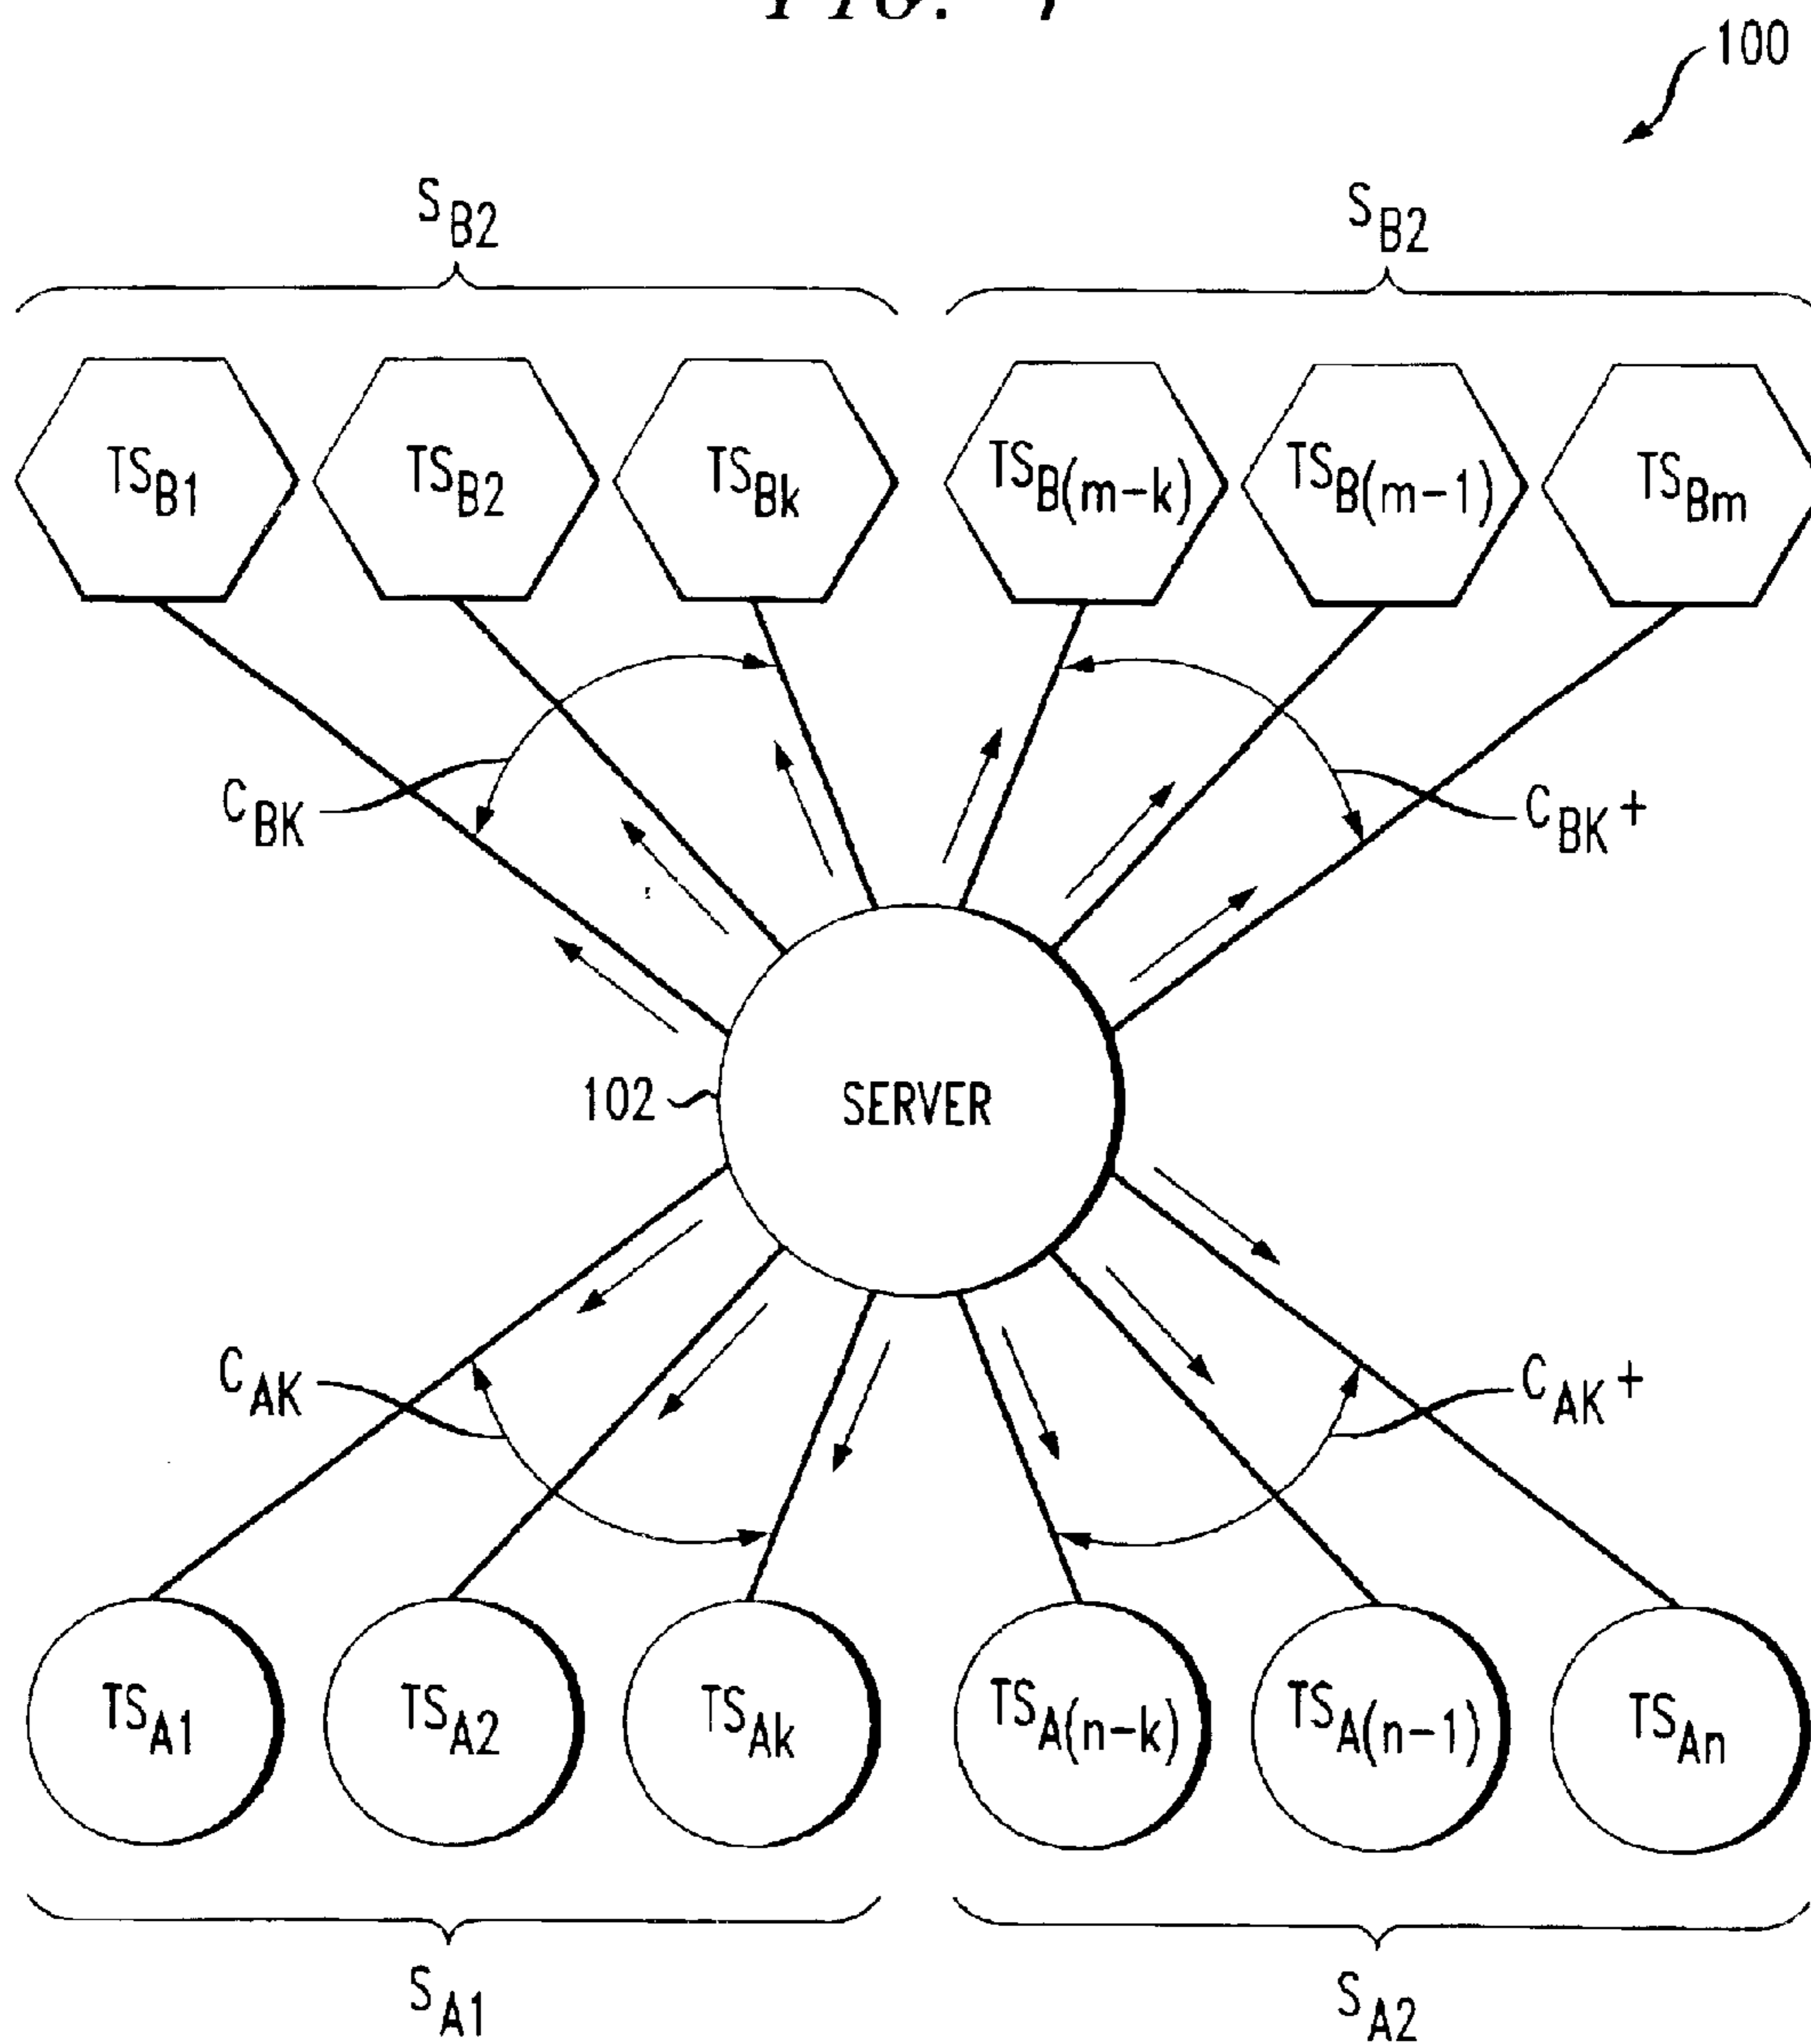 FIG.
100
S_B2 S_B2
TS_B1 TS_B2 TS_Bk TS_B(m-k) TS_B(m-1) TS_Bm
C_BK C_BK+
102 SERVER
C_AK C_AK+
TS_A1 TS_A2 TS_Ak TS_A(n-k) TS_A(n-1) TS_An
S_A1 S_A2